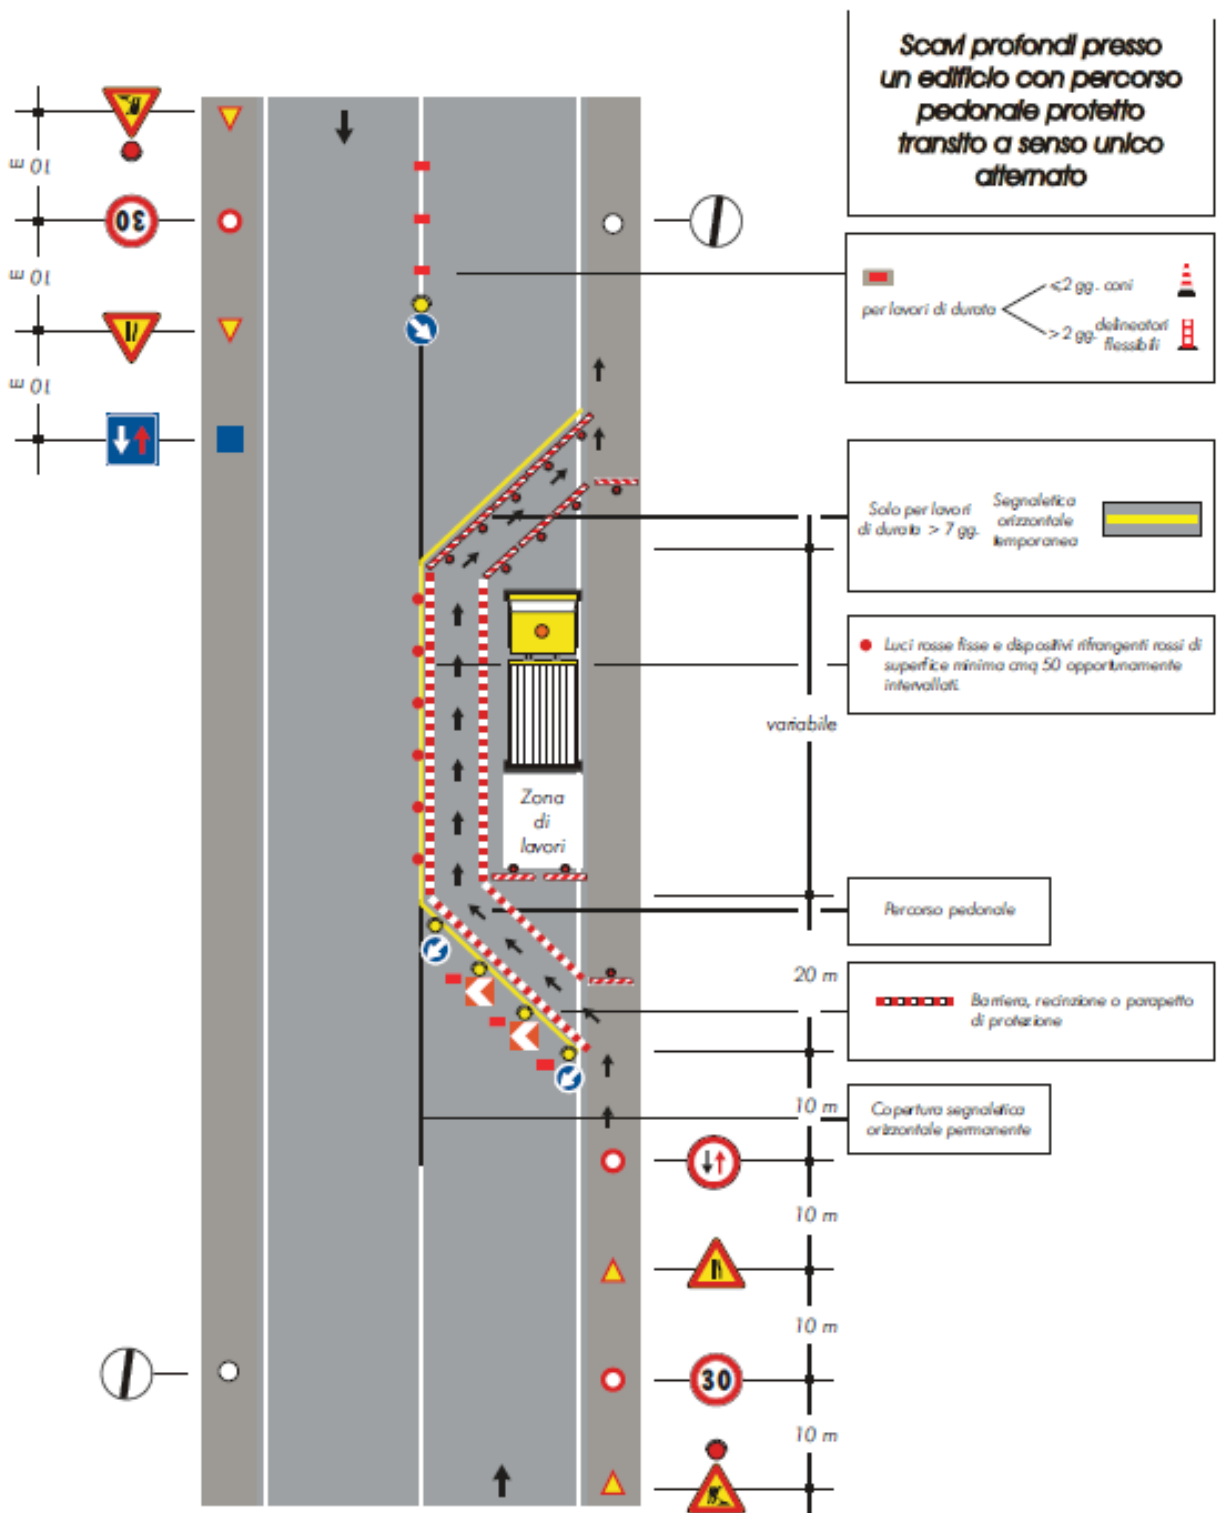 Scavi profondi presso
un edificio con percorso
pedonale protetto
transito a senso unico
alternato
10 m
30
10 m
10 m
per lavori di durata
⩽2 gg. coni
>2 gg. delineatori
flessibili
Solo per lavori
di durata > 7 gg.
Segnaletica
orizzontale
temporanea
Luci rosse fisse e dispositivi rifrangenti rossi di
superfice minima cmq 50 opportunamente
intervallati.
variabile
Zona
di
lavori
Percorso pedonale
20 m
Barriera, recinzione o parapetto
di protezione
10 m
Copertura segnaletica
orizzontale permanente
10 m
10 m
30
10 m